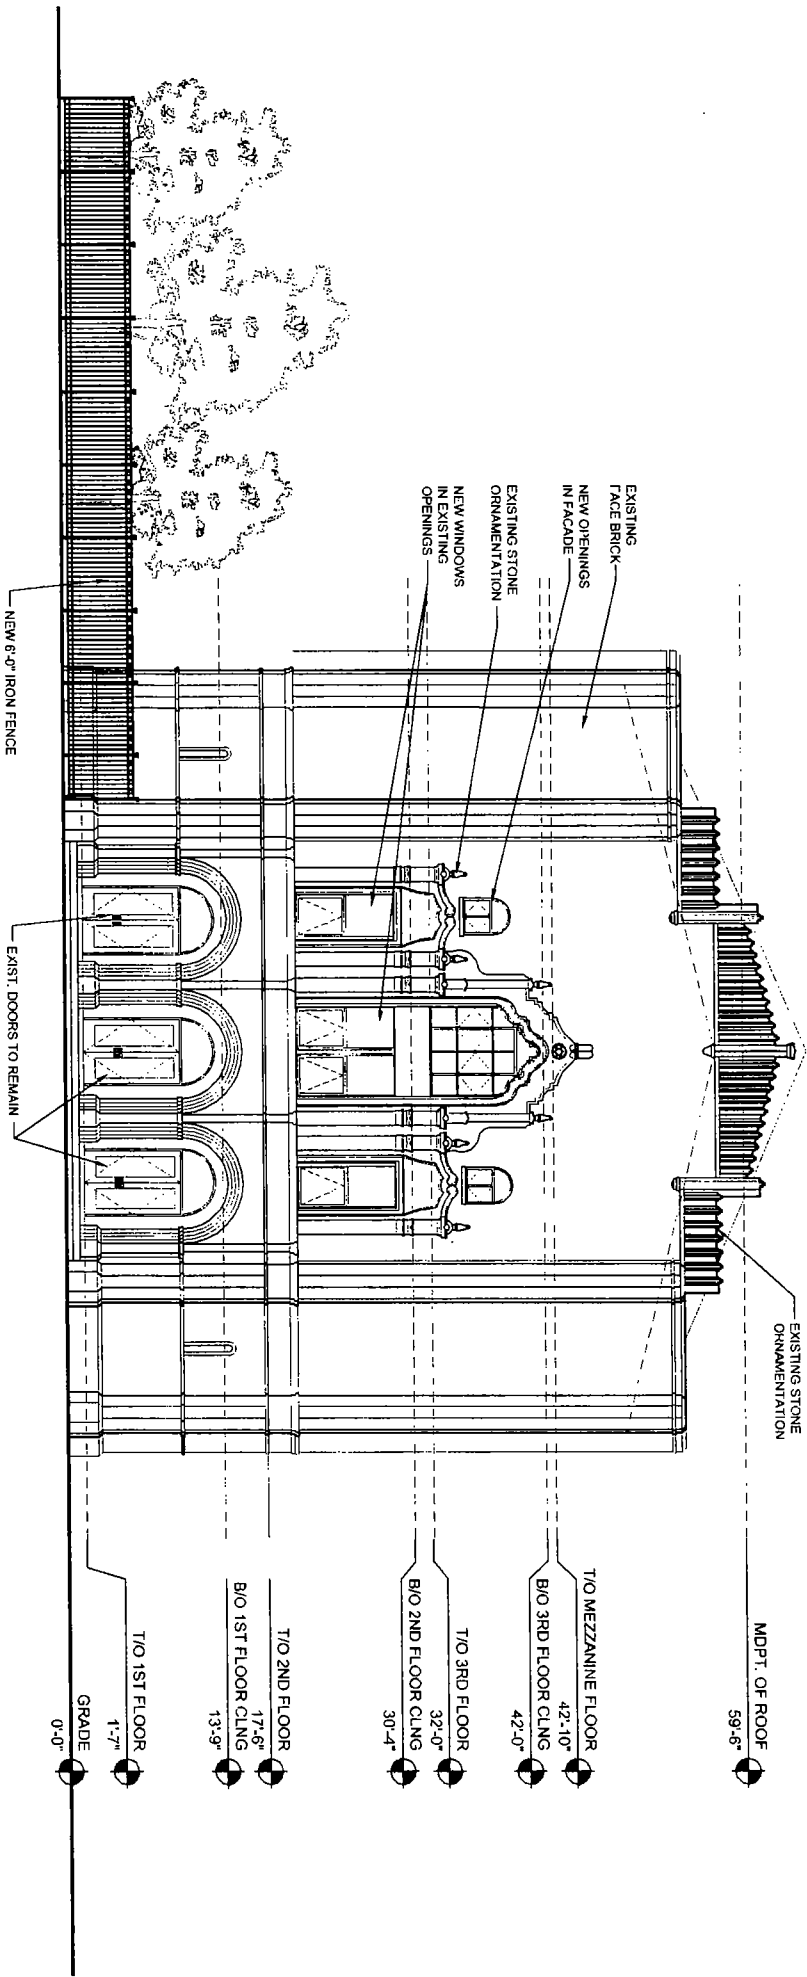 EXISTING
FACE BRICK
NEW OPENINGS
IN FACADE
EXISTING STONE
ORNAMENTATION
NEW WINDOWS
IN EXISTING
OPENINGS
NEW 6'-0" IRON FENCE
EXIST. DOORS TO REMAIN
EXISTING STONE
ORNAMENTATION
MDPT. OF ROOF
59'-6"
T/O MEZZANINE FLOOR
42'-10"
B/O 3RD FLOOR CLNG
42'-0"
T/O 3RD FLOOR
32'-0"
B/O 2ND FLOOR CLNG
30'-4"
T/O 2ND FLOOR
17'-6"
B/O 1ST FLOOR CLNG
13'-9"
T/O 1ST FLOOR
1'-7"
GRADE
0'-0"